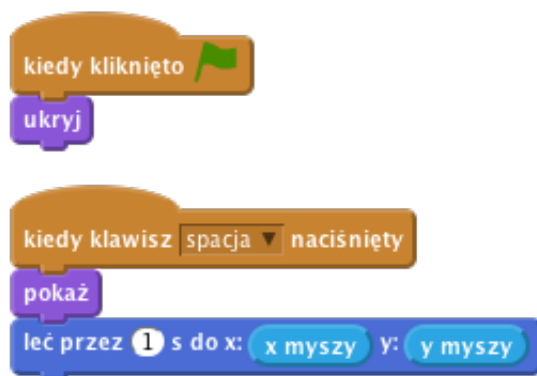 kiedy kliknięto
ukryj
kiedy klawisz spacja naciśnięty
pokaż
leć przez 1 s do x: x myszy y: y myszy